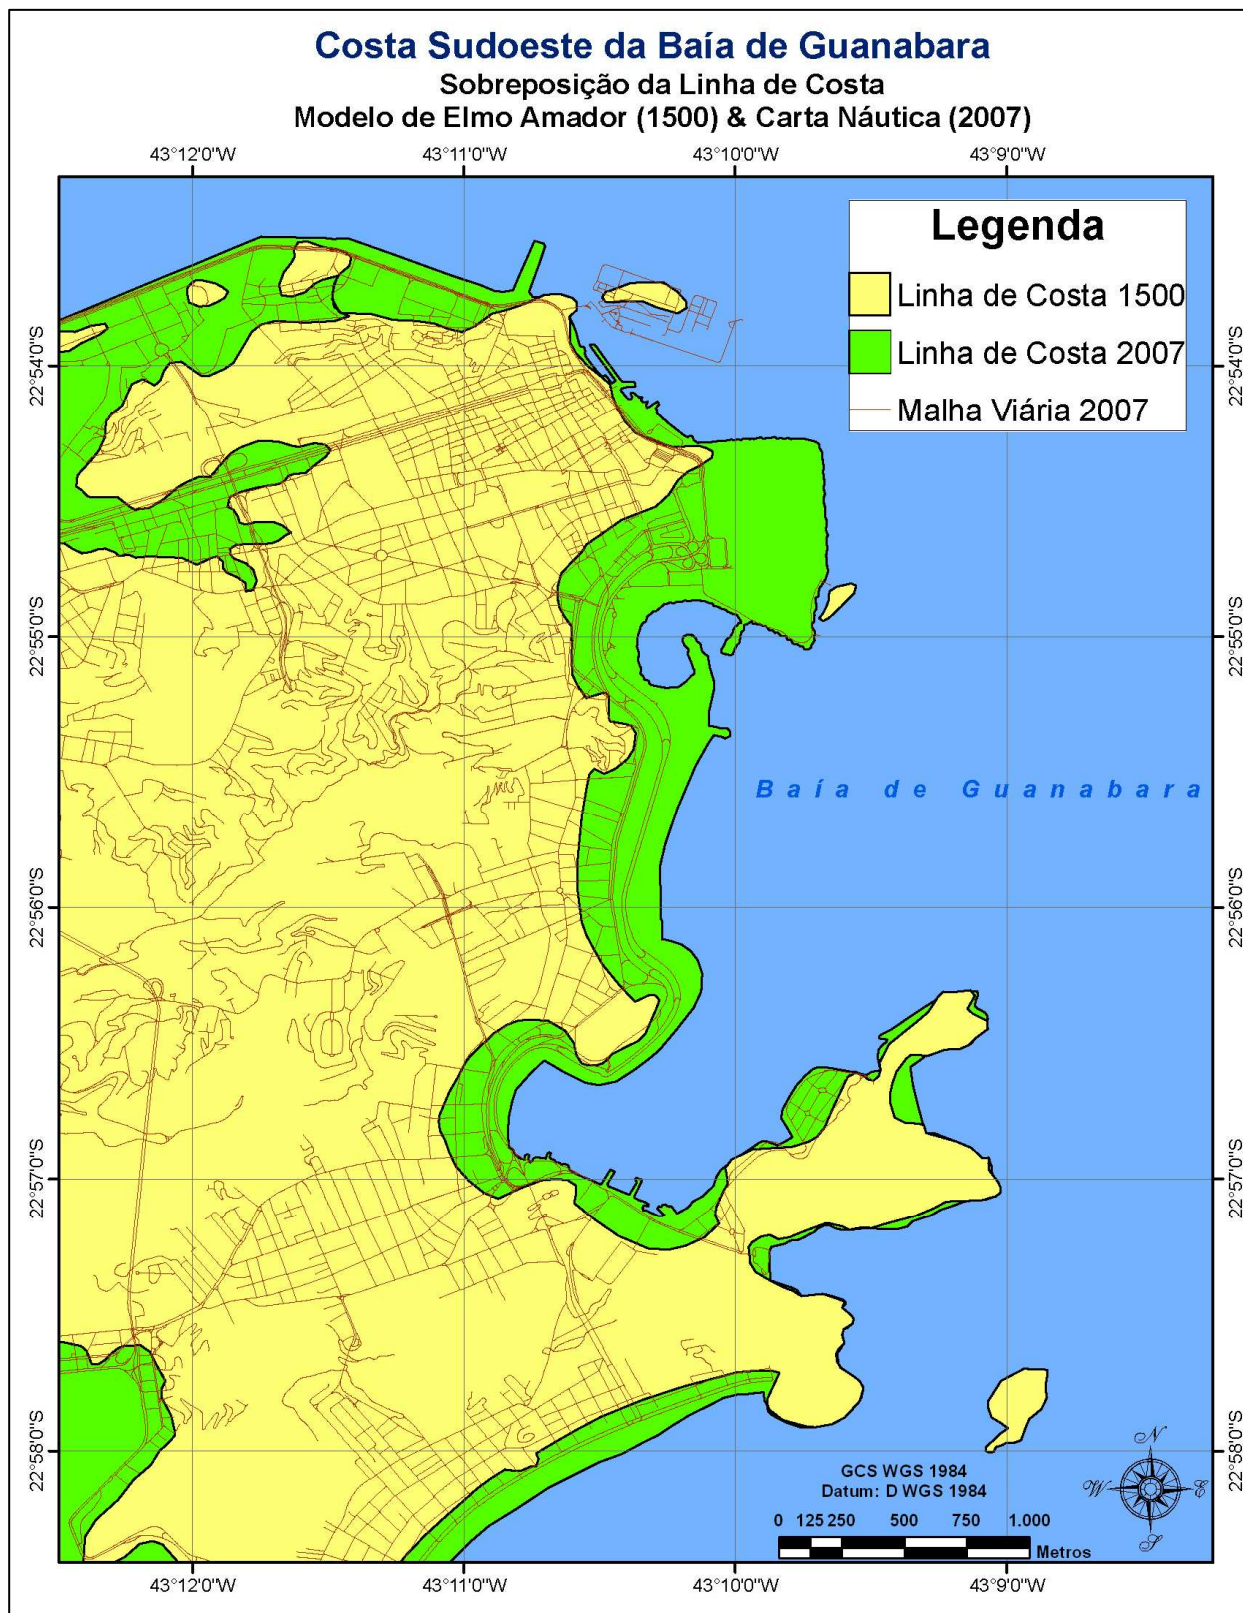 Costa Sudoeste da Baía de Guanabara
Sobreposição da Linha de Costa
Modelo de Elmo Amador (1500) & Carta Náutica (2007)
43°12'0"W 43°11'0"W 43°10'0"W 43°9'0"W
Legenda
Linha de Costa 1500
Linha de Costa 2007
Malha Viária 2007
22°54'0"S 22°54'0"S
22°55'0"S 22°55'0"S
Baía de Guanabara
22°56'0"S 22°56'0"S
22°57'0"S 22°57'0"S
22°58'0"S 22°58'0"S
N
W E
S
GCS WGS 1984
Datum: D WGS 1984
0 125 250 500 750 1.000
Metros
43°12'0"W 43°11'0"W 43°10'0"W 43°9'0"W